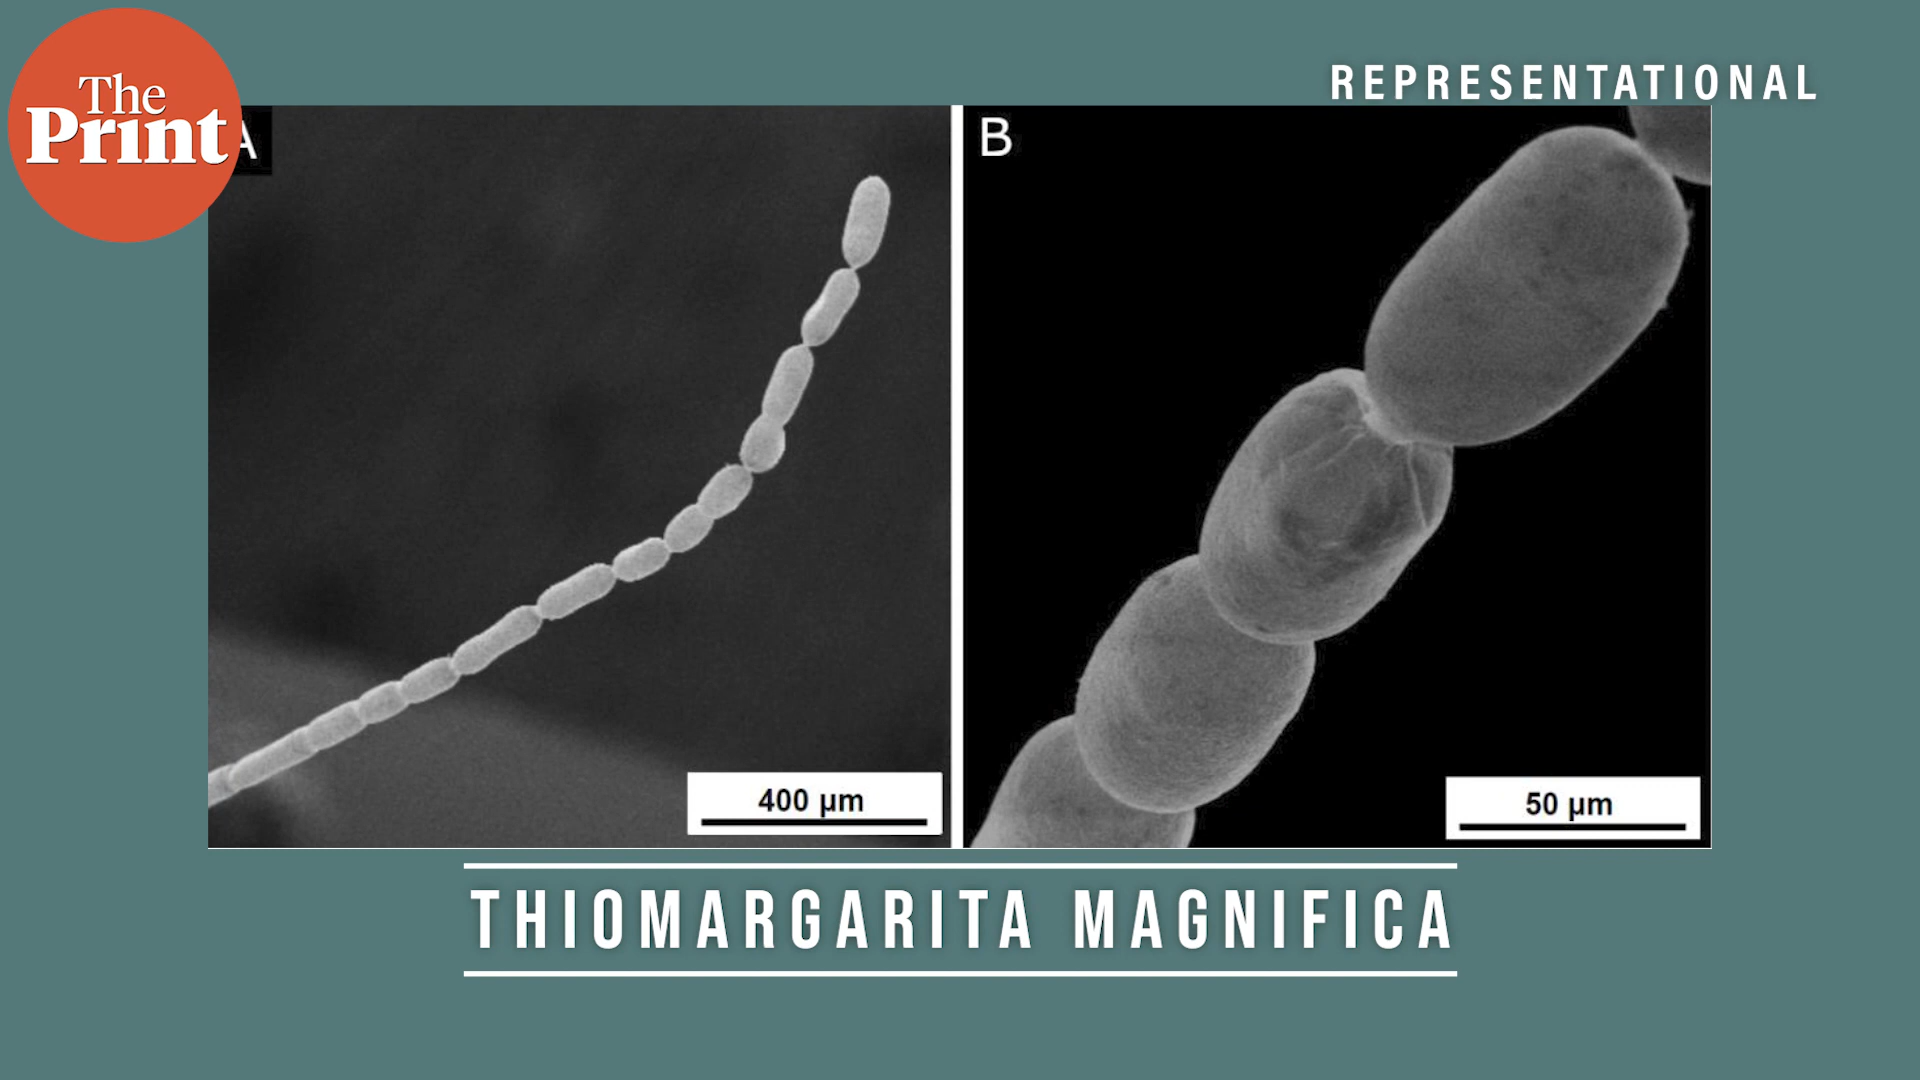 The
Print
REPRESENTATIONAL
A
B
400 µm
50 µm
THIOMARGARITA MAGNIFICA